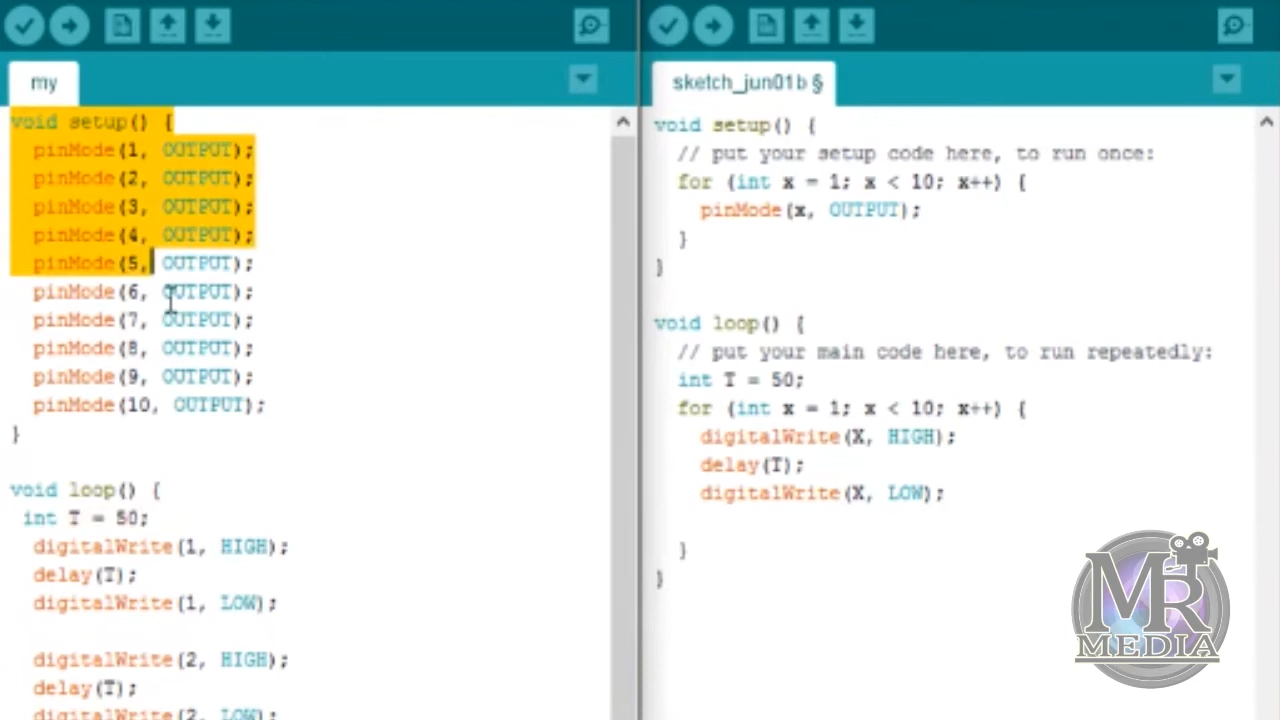 my
void setup() {
pinMode(1, OUTPUT);
pinMode(2, OUTPUT);
pinMode(3, OUTPUT);
pinMode(4, OUTPUT);
pinMode(5, OUTPUT);
pinMode(6, OUTPUT);
pinMode(7, OUTPUT);
pinMode(8, OUTPUT);
pinMode(9, OUTPUT);
pinMode(10, OUTPUT);
}
void loop() {
int T = 50;
digitalWrite(1, HIGH);
delay(T);
digitalWrite(1, LOW);
digitalWrite(2, HIGH);
delay(T);
digitalWrite(2, LOW);
sketch_jun01b §
void setup() {
// put your setup code here, to run once:
for (int x = 1; x < 10; x++) {
pinMode(x, OUTPUT);
}
}
void loop() {
// put your main code here, to run repeatedly:
int T = 50;
for (int x = 1; x < 10; x++) {
digitalWrite(X, HIGH);
delay(T);
digitalWrite(X, LOW);
}
}
MR
MEDIA